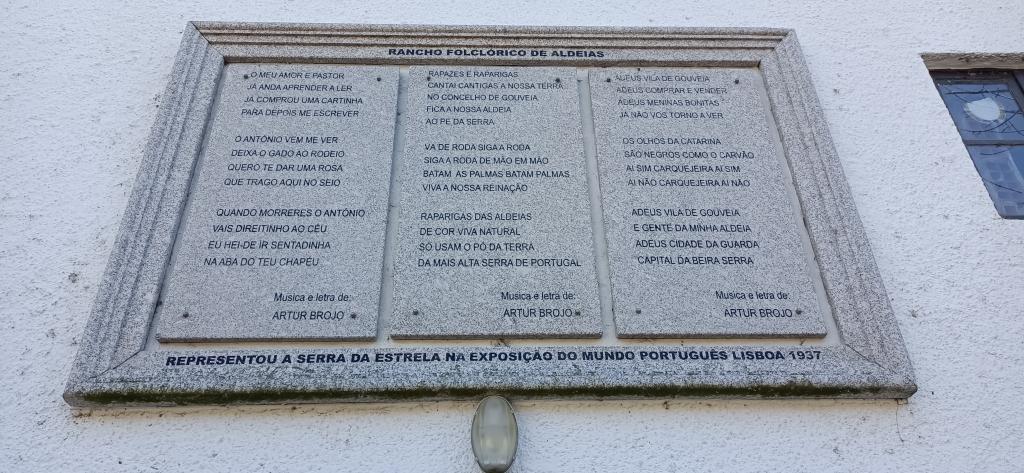 RANCHO FOLCLÓRICO DE ALDEIAS
O MEU AMOR E PASTOR
JÁ ANDA APRENDER A LER
JÁ COMPROU UMA CARTINHA
PARA DEPOIS ME ESCREVER
O ANTÓNIO VEM ME VER
DEIXA O GADO AO RODEIO
QUERO TE DAR UMA ROSA
QUE TRAGO AQUI NO SEIO
QUANDO MORRERES O ANTÓNIO
VAIS DIREITINHO AO CÉU
EU HEI-DE IR SENTADINHA
NA ABA DO TEU CHAPÉU
Musica e letra de:
ARTUR BROJO
RAPAZES E RAPARIGAS
CANTAI CANTIGAS A NOSSA TERRA
NO CONCELHO DE GOUVEIA
FICA A NOSSA ALDEIA
AO PE DA SERRA
VA DE RODA SIGA A RODA
SIGA A RODA DE MÃO EM MÃO
BATAM AS PALMAS BATAM PALMAS
VIVA A NOSSA REINAÇÃO
RAPARIGAS DAS ALDEIAS
DE COR VIVA NATURAL
SÓ USAM O PÓ DA TERRA
DA MAIS ALTA SERRA DE PORTUGAL
Musica e letra de:
ARTUR BROJO
ADEUS VILA DE GOUVEIA
ADEUS COMPRAR E VENDER
ADEUS MENINAS BONITAS
JÁ NÃO VOS TORNO A VER
OS OLHOS DA CATARINA
SÃO NEGROS COMO O CARVÃO
AI SIM CARQUEJEIRA AI SIM
AI NÃO CARQUEJEIRA AI NÃO
ADEUS VILA DE GOUVEIA
E GENTE DA MINHA ALDEIA
ADEUS CIDADE DA GUARDA
CAPITAL DA BEIRA SERRA
Musica e letra de:
ARTUR BROJO
REPRESENTOU A SERRA DA ESTRELA NA EXPOSIÇÃO DO MUNDO PORTUGUÊS LISBOA 1937